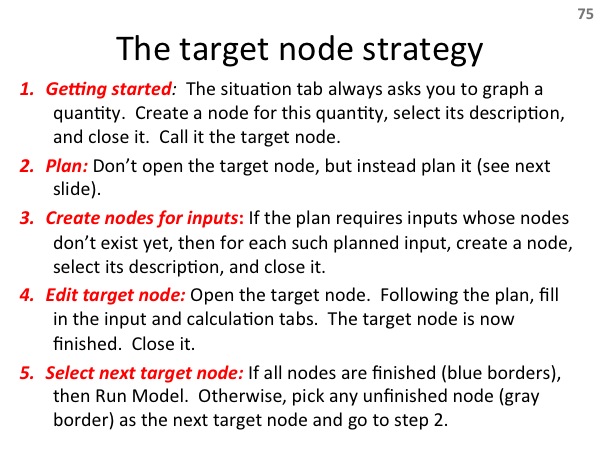 75
The target node strategy
1. Getting started: The situation tab always asks you to graph a
quantity. Create a node for this quantity, select its description,
and close it. Call it the target node.
2. Plan: Don't open the target node, but instead plan it (see next
slide).
3. Create nodes for inputs: If the plan requires inputs whose nodes
don't exist yet, then for each such planned input, create a node,
select its description, and close it.
4. Edit target node: Open the target node. Following the plan, fill
in the input and calculation tabs. The target node is now
finished. Close it.
5. Select next target node: If all nodes are finished (blue borders),
then Run Model. Otherwise, pick any unfinished node (gray
border) as the next target node and go to step 2.